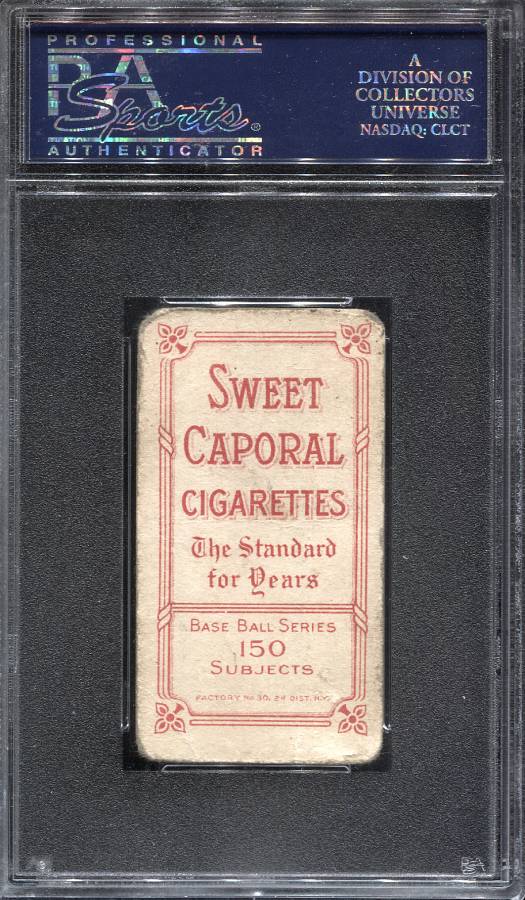 PROFESSIONAL
PSA
Sports®
AUTHENTICATOR
A
DIVISION OF
COLLECTORS
UNIVERSE
NASDAQ: CLCT
SWEET
CAPORAL
CIGARETTES
The Standard
for Years
BASE BALL SERIES
150
SUBJECTS
FACTORY No 30, 2d DIST. N.Y.
PSA